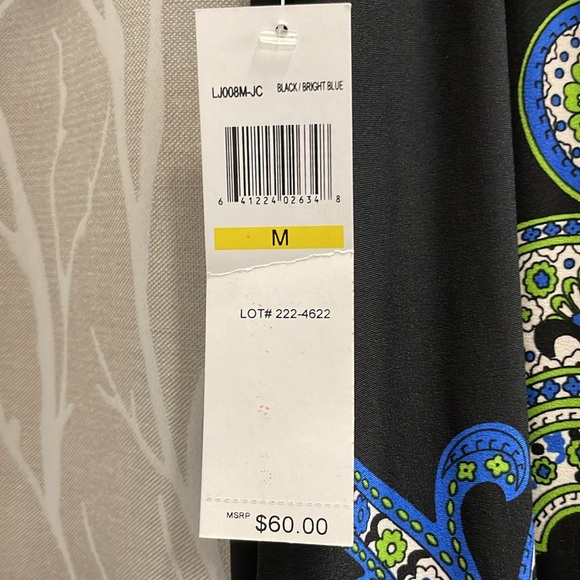 LJ008M-JC BLACK / BRIGHT BLUE
6 41224 02634 8
M
LOT# 222-4622
MSRP $60.00